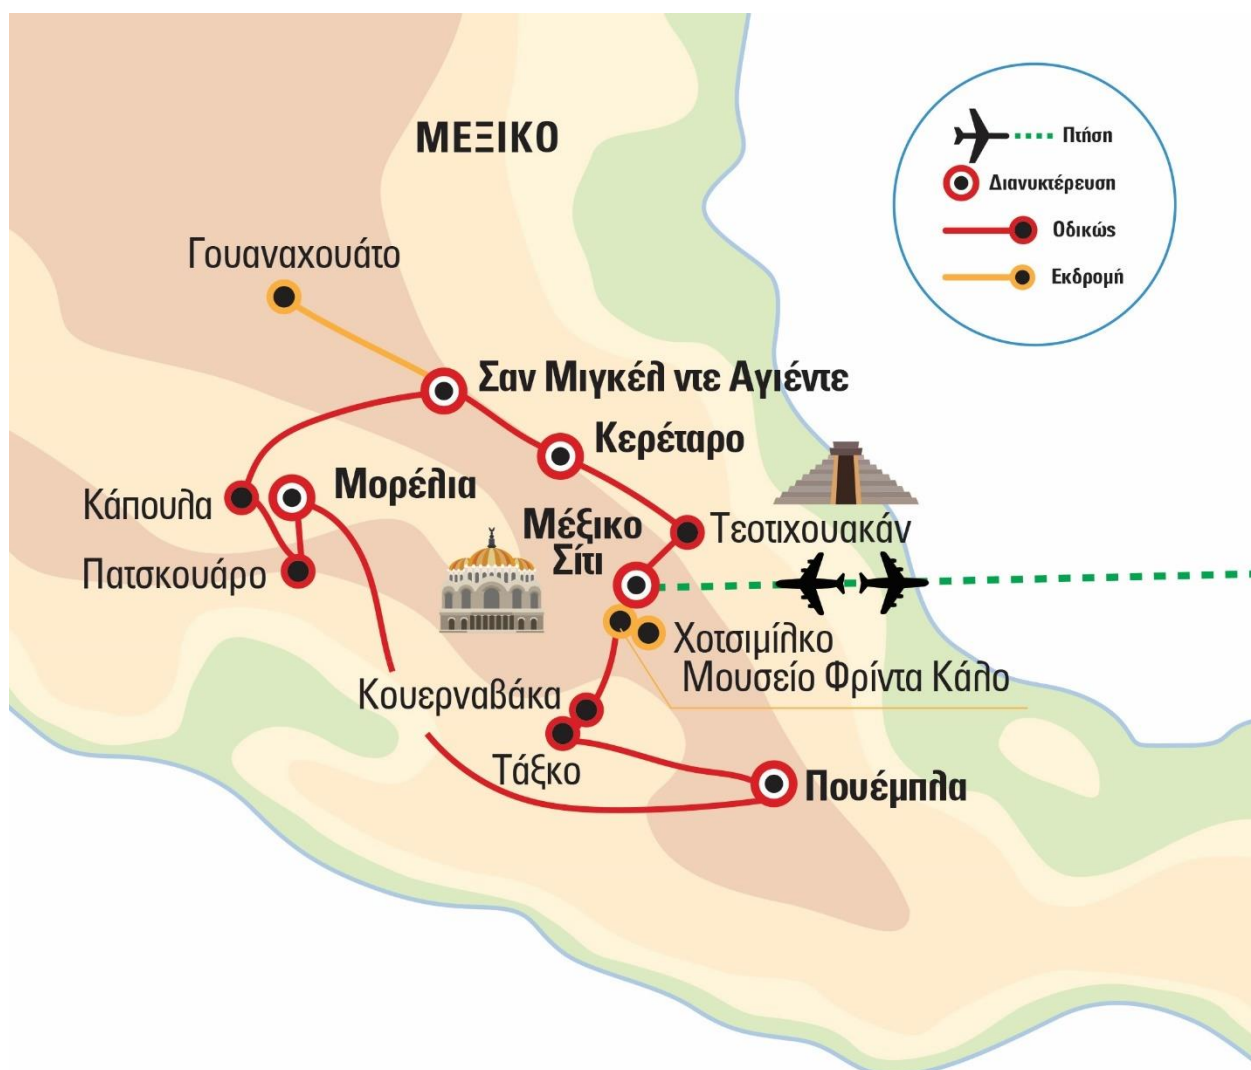 ΜΕΞΙΚΟ
Πτήση
Διανυκτέρευση
Οδικώς
Εκδρομή
Γουαναχουάτο
Σαν Μιγκέλ ντε Αγιέντε
Κερέταρο
Μορέλια
Κάπουλα
Μέξικο
Σίτι
Τεοτιχουακάν
Πατσκουάρο
Χοτσιμίλκο
Μουσείο Φρίντα Κάλο
Κουερναβάκα
Τάξκο
Πουέμπλα